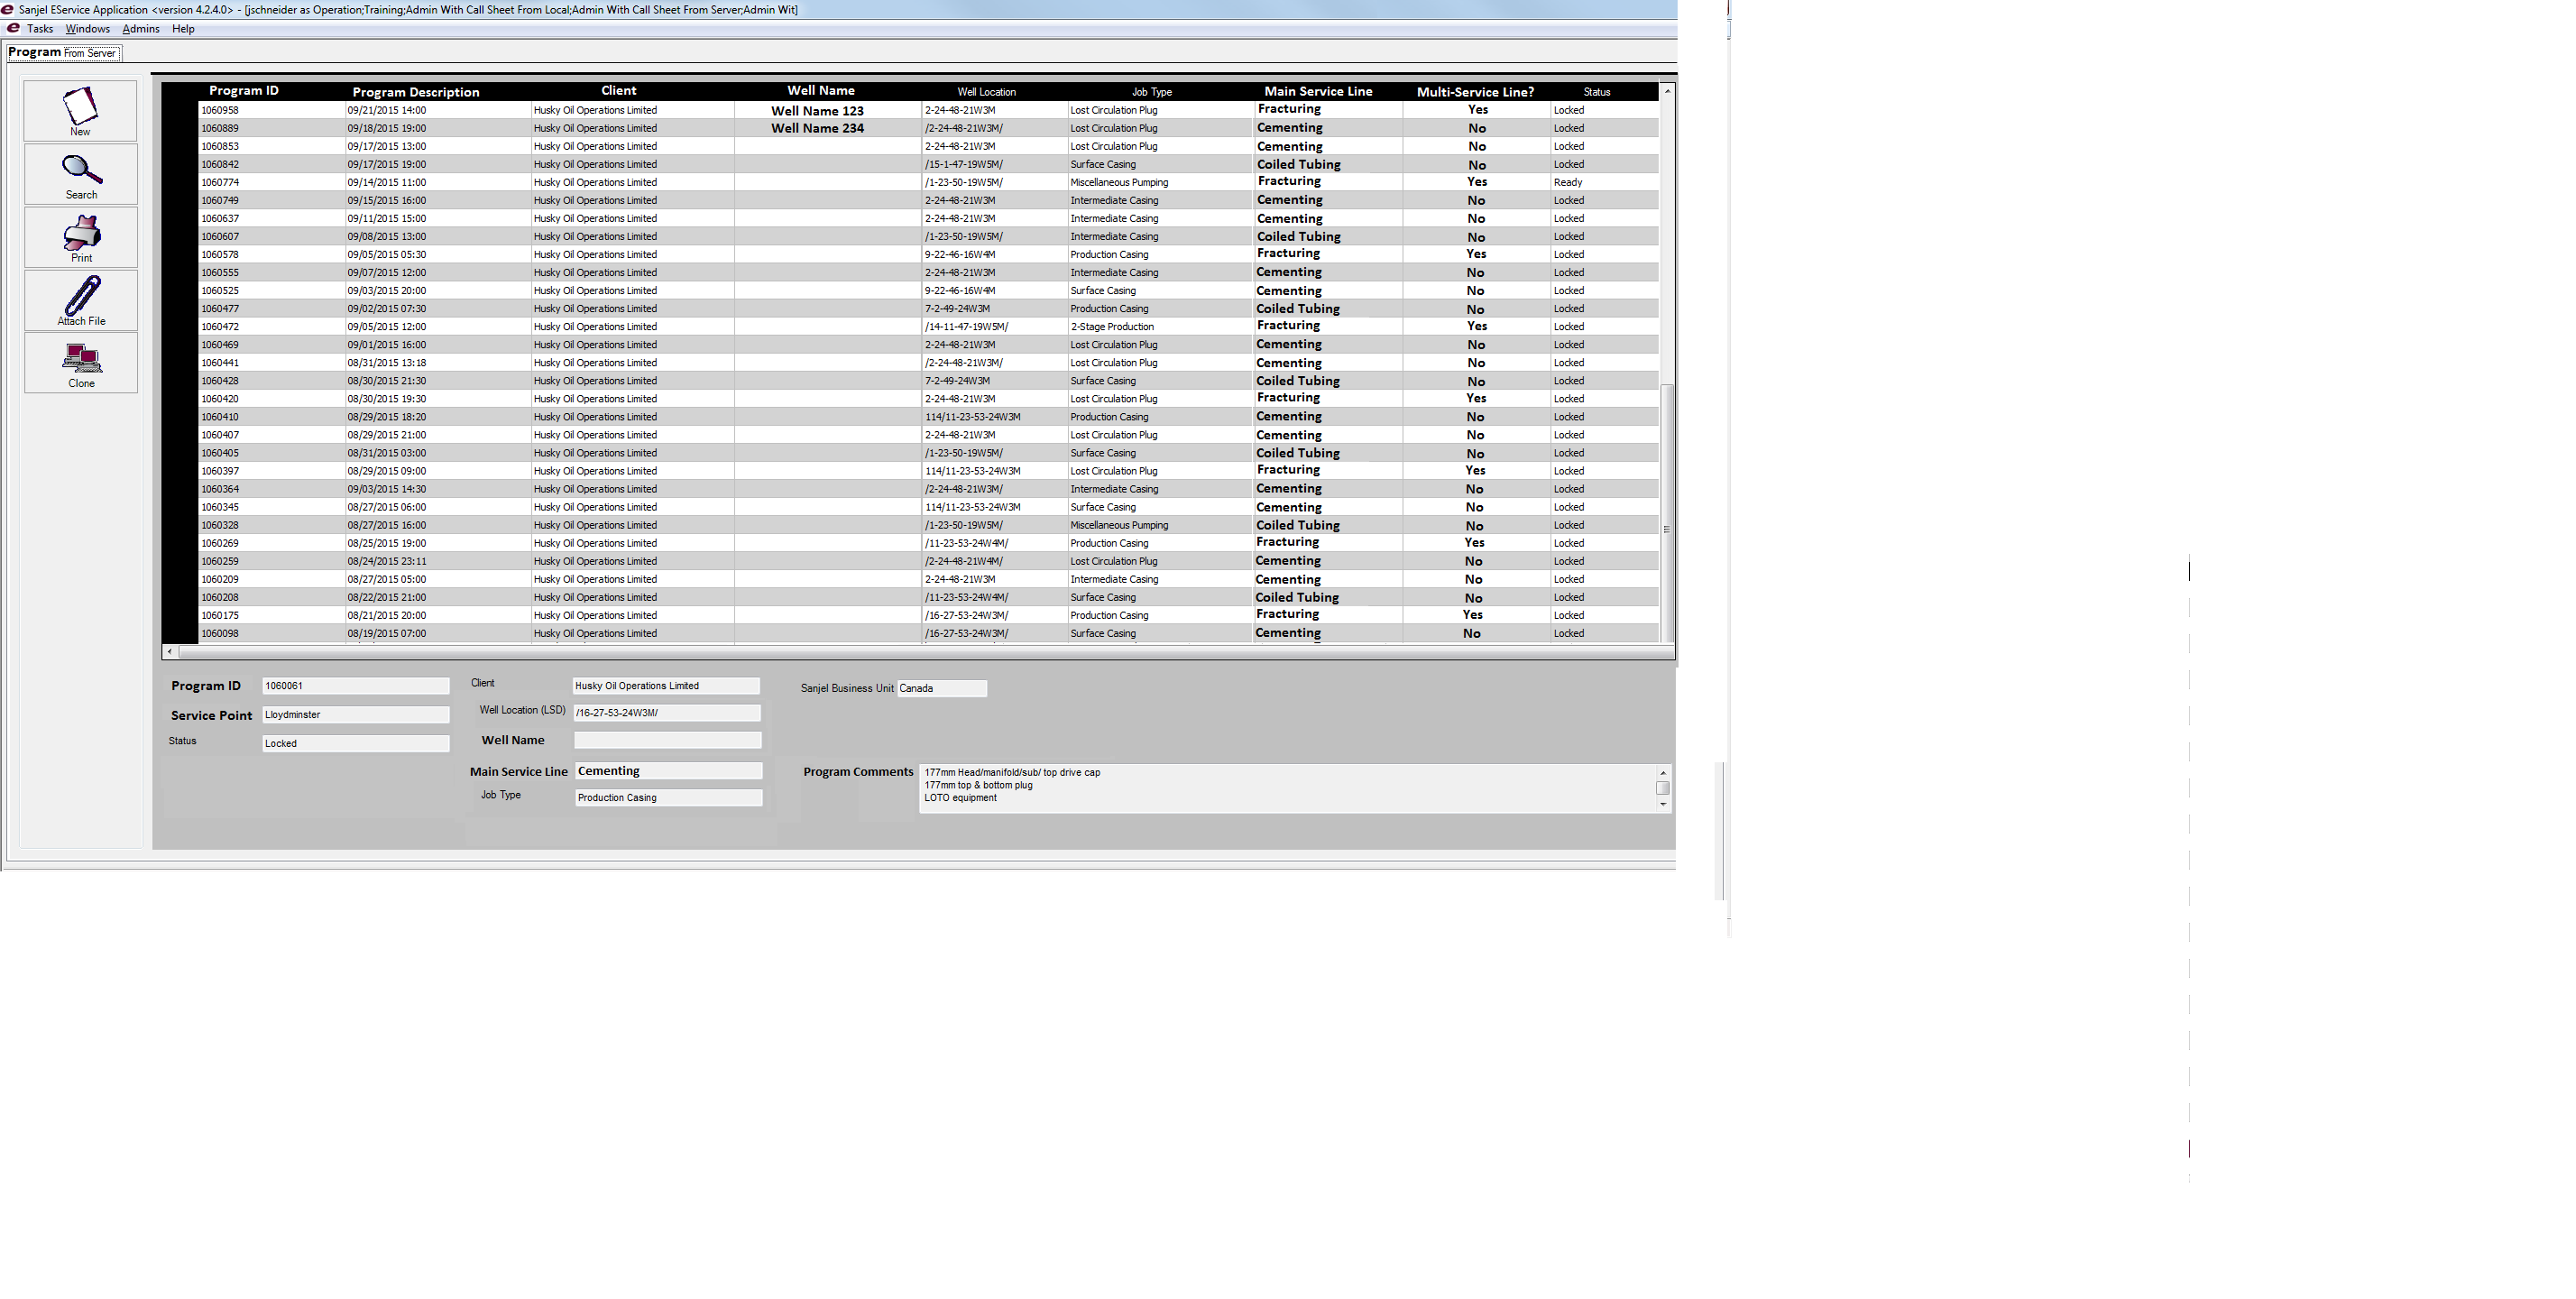 Sanjel EService Application <version 4.2.4.0> - [jschneider as Operation;Training;Admin With Call Sheet From Local;Admin With Call Sheet From Server;Admin Wit]
Tasks Windows Admins Help
Program From Server
New
Search
Print
Attach File
Clone
Program ID Program Description Client Well Name Well Location Job Type Main Service Line Multi-Service Line? Status
1060958 09/21/2015 14:00 Husky Oil Operations Limited Well Name 123 2-24-48-21W3M Lost Circulation Plug Fracturing Yes Locked
1060889 09/18/2015 19:00 Husky Oil Operations Limited Well Name 234 /2-24-48-21W3M/ Lost Circulation Plug Cementing No Locked
1060853 09/17/2015 13:00 Husky Oil Operations Limited 2-24-48-21W3M Lost Circulation Plug Cementing No Locked
1060842 09/17/2015 19:00 Husky Oil Operations Limited /15-1-47-19W5M/ Surface Casing Coiled Tubing No Locked
1060774 09/14/2015 11:00 Husky Oil Operations Limited /1-23-50-19W5M/ Miscellaneous Pumping Fracturing Yes Ready
1060749 09/15/2015 16:00 Husky Oil Operations Limited 2-24-48-21W3M Intermediate Casing Cementing No Locked
1060637 09/11/2015 15:00 Husky Oil Operations Limited 2-24-48-21W3M Intermediate Casing Cementing No Locked
1060607 09/08/2015 13:00 Husky Oil Operations Limited /1-23-50-19W5M/ Intermediate Casing Coiled Tubing No Locked
1060578 09/05/2015 05:30 Husky Oil Operations Limited 9-22-46-16W4M Production Casing Fracturing Yes Locked
1060555 09/07/2015 12:00 Husky Oil Operations Limited 2-24-48-21W3M Intermediate Casing Cementing No Locked
1060525 09/03/2015 20:00 Husky Oil Operations Limited 9-22-46-16W4M Surface Casing Cementing No Locked
1060477 09/02/2015 07:30 Husky Oil Operations Limited 7-2-49-24W3M Production Casing Coiled Tubing No Locked
1060472 09/05/2015 12:00 Husky Oil Operations Limited /14-11-47-19W5M/ 2-Stage Production Fracturing Yes Locked
1060469 09/01/2015 16:00 Husky Oil Operations Limited 2-24-48-21W3M Lost Circulation Plug Cementing No Locked
1060441 08/31/2015 13:18 Husky Oil Operations Limited /2-24-48-21W3M/ Lost Circulation Plug Cementing No Locked
1060428 08/30/2015 21:30 Husky Oil Operations Limited 7-2-49-24W3M Surface Casing Coiled Tubing No Locked
1060420 08/30/2015 19:30 Husky Oil Operations Limited 2-24-48-21W3M Lost Circulation Plug Fracturing Yes Locked
1060410 08/29/2015 18:20 Husky Oil Operations Limited 114/11-23-53-24W3M Production Casing Cementing No Locked
1060407 08/29/2015 21:00 Husky Oil Operations Limited 2-24-48-21W3M Lost Circulation Plug Cementing No Locked
1060405 08/31/2015 03:00 Husky Oil Operations Limited /1-23-50-19W5M/ Surface Casing Coiled Tubing No Locked
1060397 08/29/2015 09:00 Husky Oil Operations Limited 114/11-23-53-24W3M Lost Circulation Plug Fracturing Yes Locked
1060364 09/03/2015 14:30 Husky Oil Operations Limited /2-24-48-21W3M/ Intermediate Casing Cementing No Locked
1060345 08/27/2015 06:00 Husky Oil Operations Limited 114/11-23-53-24W3M Surface Casing Cementing No Locked
1060328 08/27/2015 16:00 Husky Oil Operations Limited /1-23-50-19W5M/ Miscellaneous Pumping Coiled Tubing No Locked
1060269 08/25/2015 19:00 Husky Oil Operations Limited /11-23-53-24W4M/ Production Casing Fracturing Yes Locked
1060259 08/24/2015 23:11 Husky Oil Operations Limited /2-24-48-21W4M/ Lost Circulation Plug Cementing No Locked
1060209 08/27/2015 05:00 Husky Oil Operations Limited 2-24-48-21W3M Intermediate Casing Cementing No Locked
1060208 08/22/2015 21:00 Husky Oil Operations Limited /11-23-53-24W4M/ Surface Casing Coiled Tubing No Locked
1060175 08/21/2015 20:00 Husky Oil Operations Limited /16-27-53-24W3M/ Production Casing Fracturing Yes Locked
1060098 08/19/2015 07:00 Husky Oil Operations Limited /16-27-53-24W3M/ Surface Casing Cementing No Locked
Program ID 1060061 Client Husky Oil Operations Limited Sanjel Business Unit Canada
Service Point Lloydminster Well Location (LSD) /16-27-53-24W3M/
Status Locked Well Name
Main Service Line Cementing Program Comments 177mm Head/manifold/sub/ top drive cap
177mm top & bottom plug
Job Type Production Casing LOTO equipment